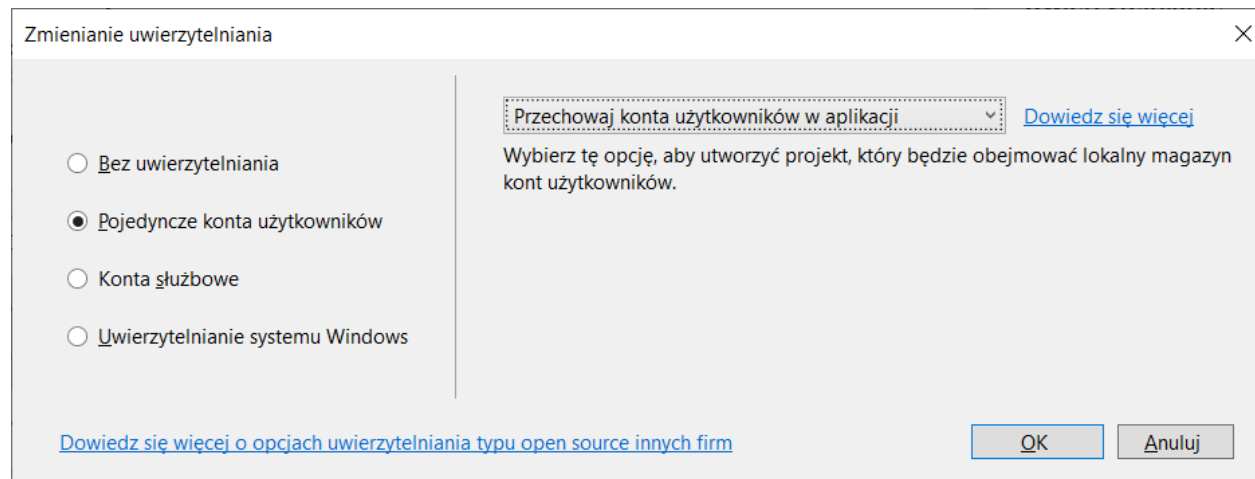 Zmienianie uwierzytelniania
Przechowaj konta użytkowników w aplikacji
Dowiedz się więcej
Wybierz tę opcję, aby utworzyć projekt, który będzie obejmować lokalny magazyn
kont użytkowników.
Bez uwierzytelniania
Pojedyncze konta użytkowników
Konta służbowe
Uwierzytelnianie systemu Windows
Dowiedz się więcej o opcjach uwierzytelniania typu open source innych firm
OK
Anuluj